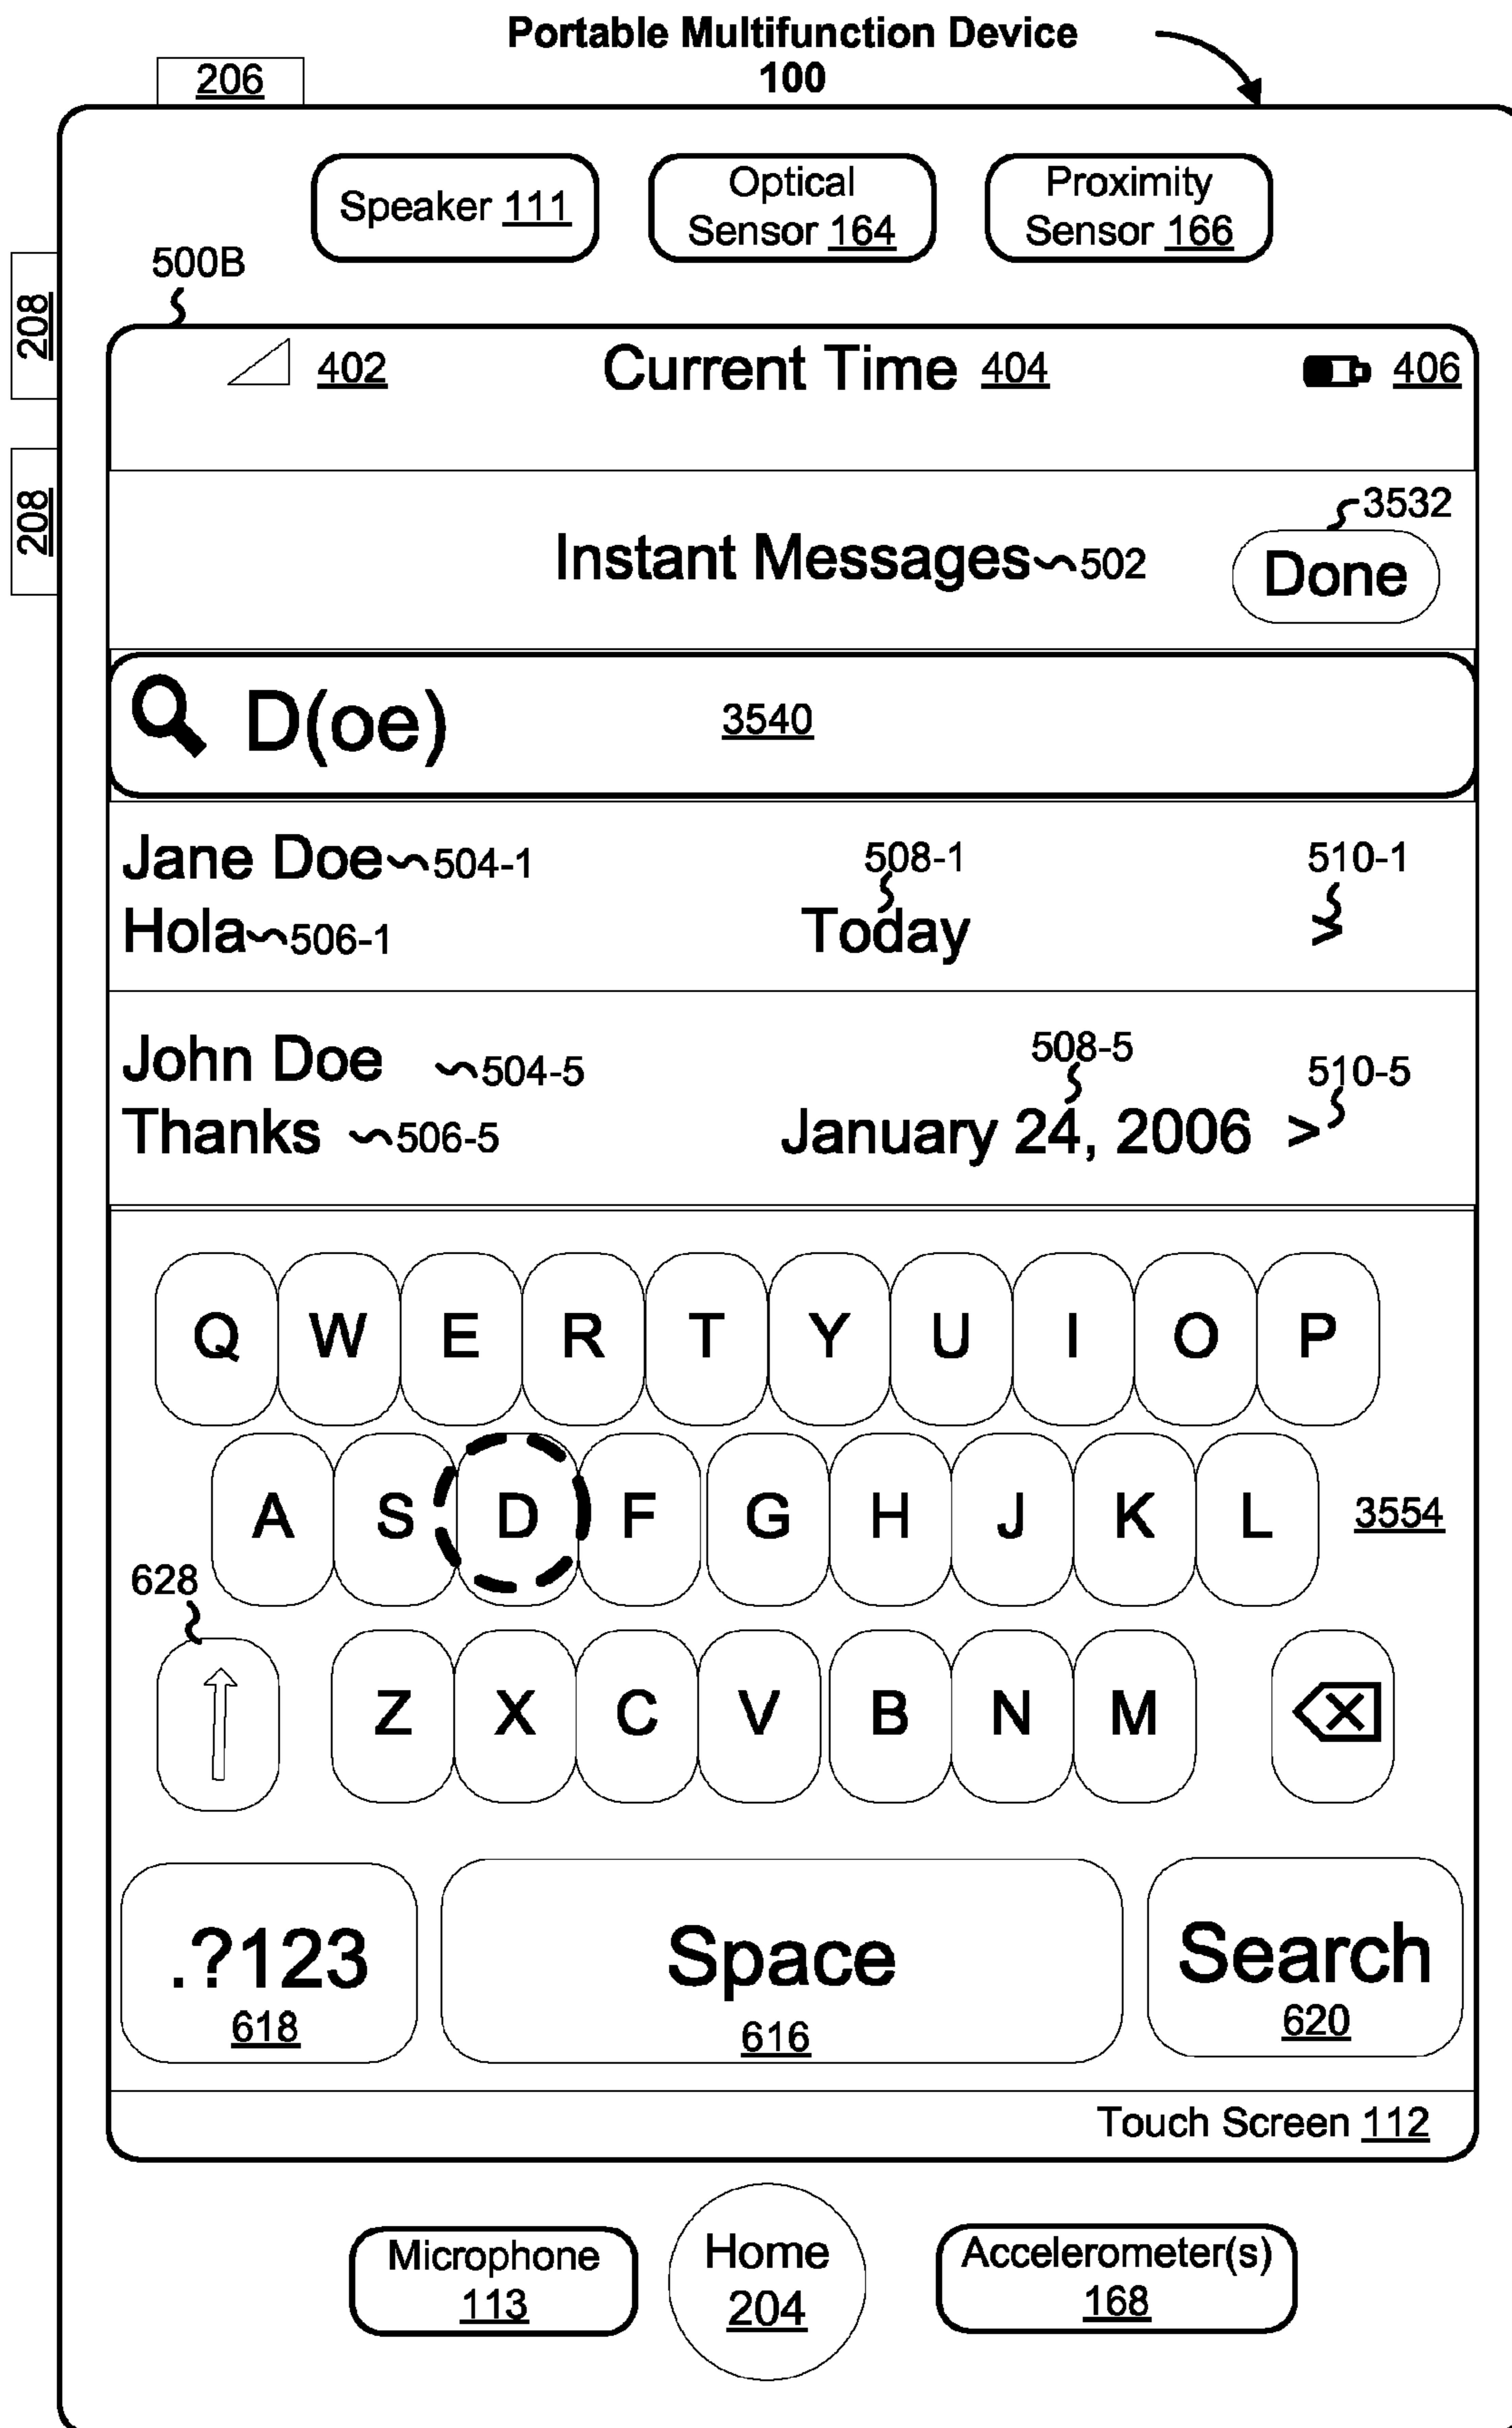 Portable Multifunction Device
100
206
Speaker 111
Optical
Sensor 164
Proximity
Sensor 166
500B
208
208
402
Current Time 404
406
Instant Messages 502
3532
Done
D(oe)
3540
Jane Doe 504-1
508-1
510-1
Hola 506-1
Today
>
John Doe 504-5
508-5
510-5
Thanks 506-5
January 24, 2006 >
Q W E R T Y U I O P
A S D F G H J K L
3554
628
Z X C V B N M
.?123
618
Space
616
Search
620
Touch Screen 112
Microphone
113
Home
204
Accelerometer(s)
168